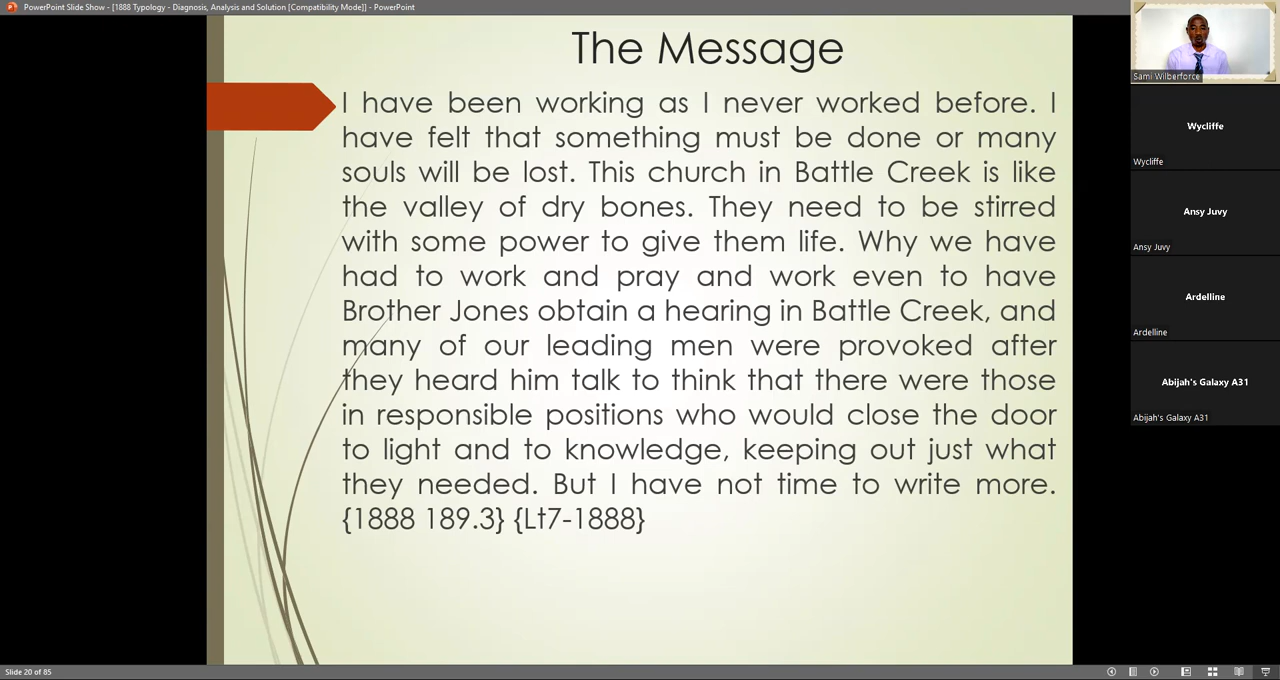 PowerPoint Slide Show - [1888 Typology - Diagnosis, Analysis and Solution [Compatibility Mode]] - PowerPoint
The Message
I have been working as I never worked before. I
have felt that something must be done or many
souls will be lost. This church in Battle Creek is like
the valley of dry bones. They need to be stirred
with some power to give them life. Why we have
had to work and pray and work even to have
Brother Jones obtain a hearing in Battle Creek, and
many of our leading men were provoked after
they heard him talk to think that there were those
in responsible positions who would close the door
to light and to knowledge, keeping out just what
they needed. But I have not time to write more.
{1888 189.3} {Lt7-1888}
Sami Wilberforce
Wycliffe
Wycliffe
Ansy Juvy
Ansy Juvy
Ardelline
Ardelline
Abijah's Galaxy A31
Abijah's Galaxy A31
Slide 20 of 85